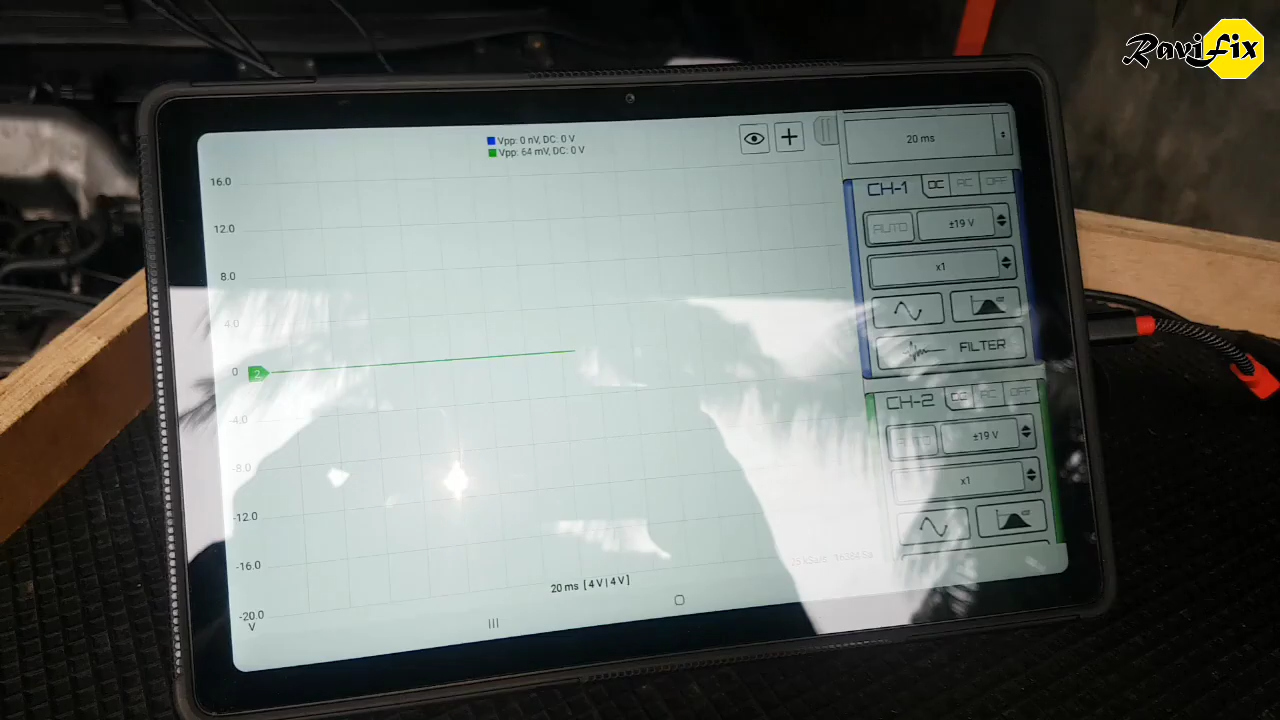 RaviFix
Vpp: 0 nV, DC: 0 V
Vpp: 64 mV, DC: 0 V
20 ms
16.0
12.0
8.0
4.0
0
-4.0
-8.0
-12.0
-16.0
-20.0
V
2
20 ms [4 V | 4 V]
CH-1 DC AC OFF
AUTO ±19 V
x1
FILTER
CH-2 DC AC OFF
AUTO ±19 V
x1